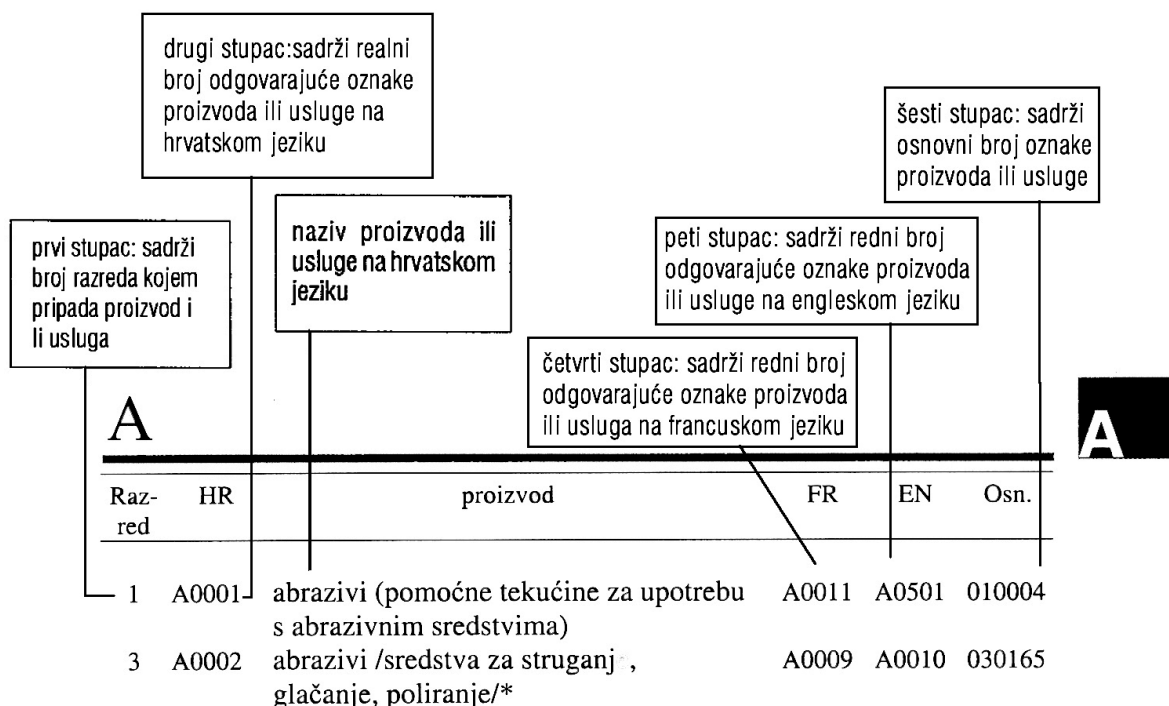 drugi stupac:sadrži realni
broj odgovarajuće oznake
proizvoda ili usluge na
hrvatskom jeziku
šesti stupac: sadrži
osnovni broj oznake
proizvoda ili usluge
prvi stupac: sadrži
broj razreda kojem
pripada proizvod i
li usluga
naziv proizvoda ili
usluge na hrvatskom
jeziku
peti stupac: sadrži redni broj
odgovarajuće oznake proizvoda
ili usluge na engleskom jeziku
četvrti stupac: sadrži redni broj
odgovarajuće oznake proizvoda
ili usluga na francuskom jeziku
A
A
Raz- HR proizvod FR EN Osn.
red
1 A0001 abrazivi (pomoćne tekućine za upotrebu A0011 A0501 010004
s abrazivnim sredstvima)
3 A0002 abrazivi /sredstva za struganj , A0009 A0010 030165
glačanje, poliranje/*